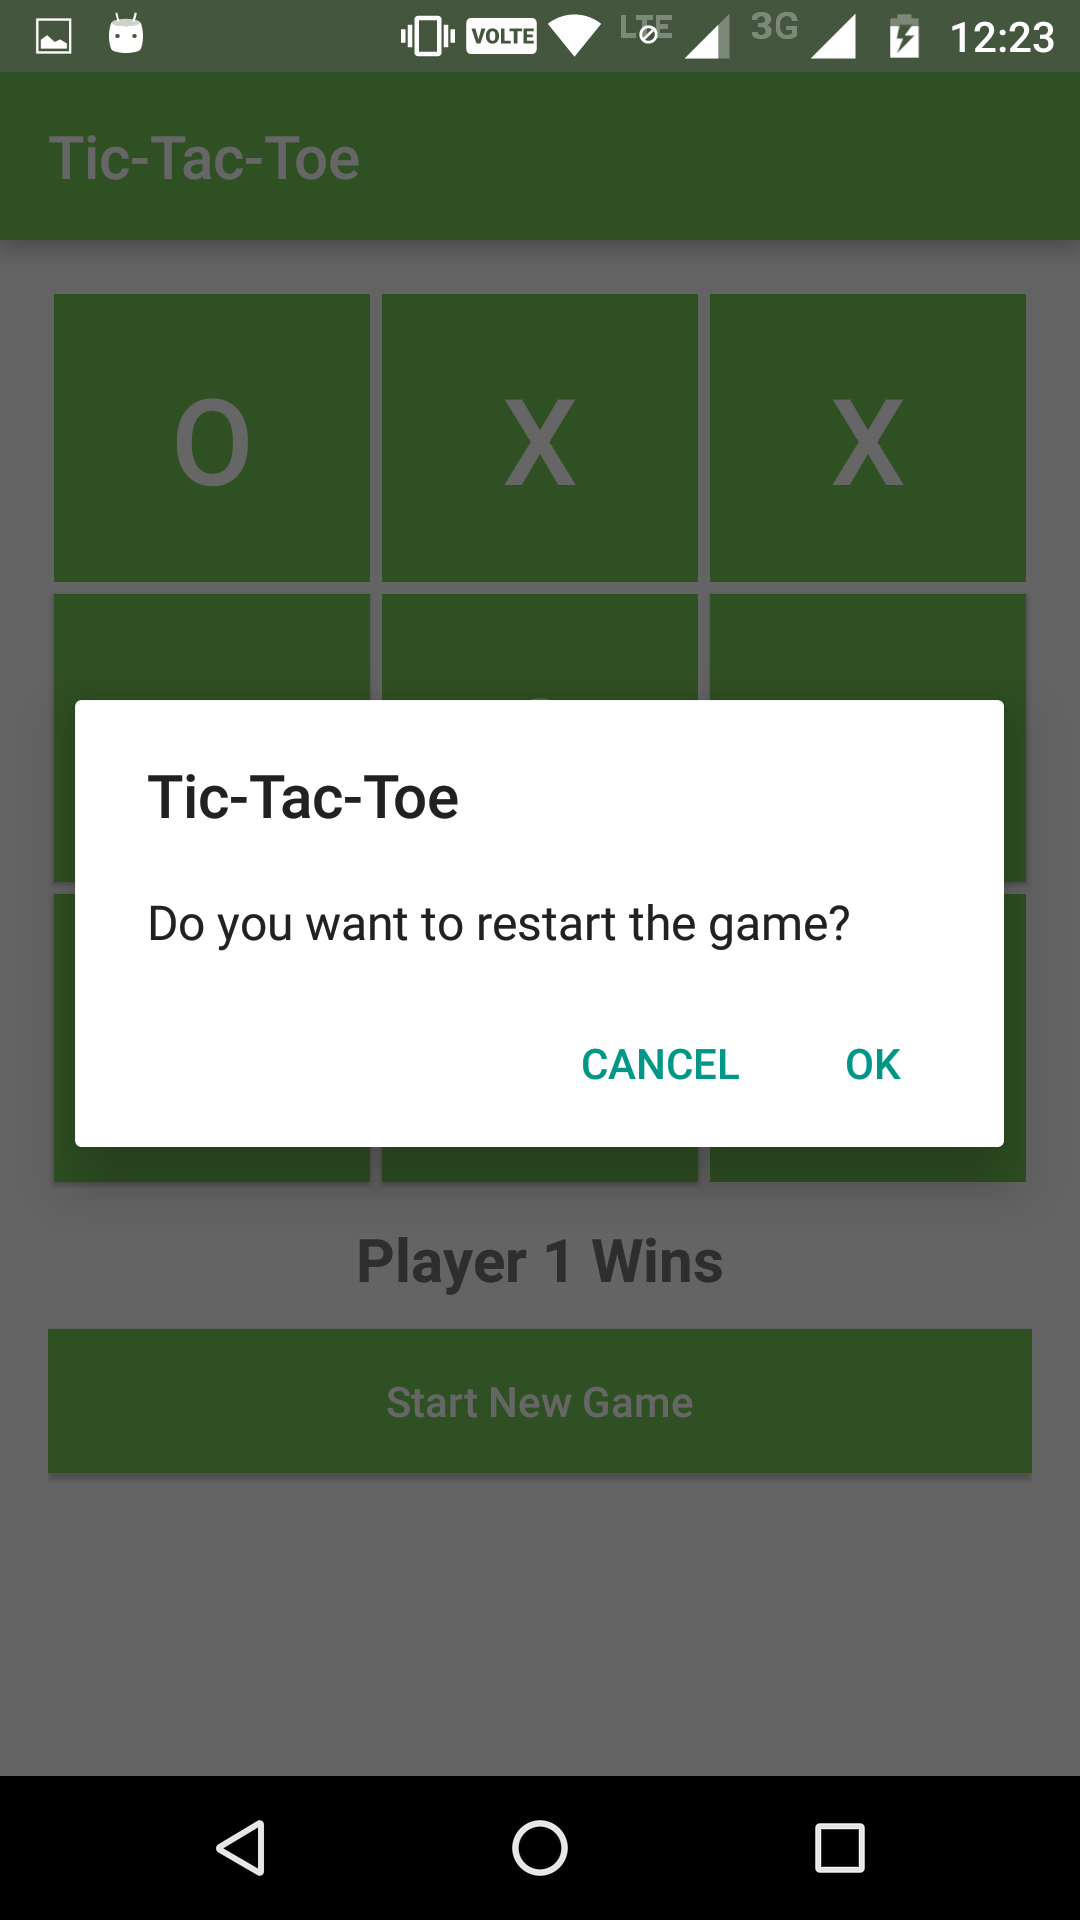 VOLTE LTE 3G 12:23
Tic-Tac-Toe
O X X
Tic-Tac-Toe
Do you want to restart the game?
CANCEL OK
Player 1 Wins
Start New Game